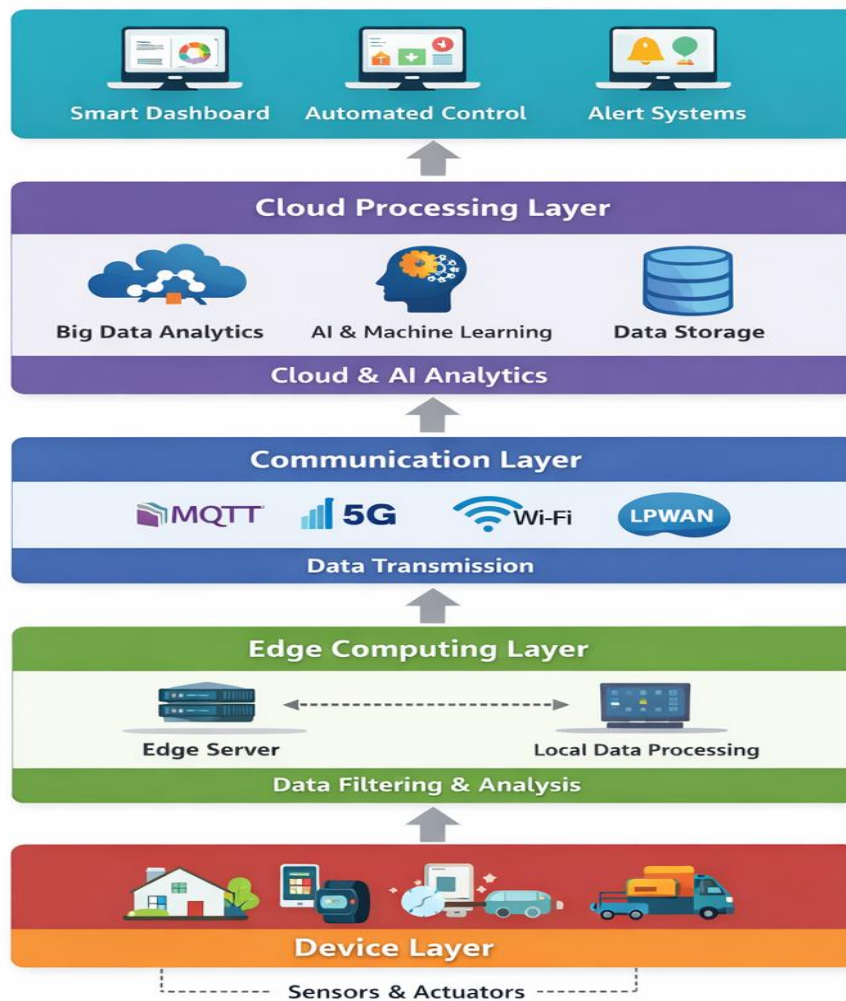 Smart Dashboard Automated Control Alert Systems
Cloud Processing Layer
Big Data Analytics AI & Machine Learning Data Storage
Cloud & AI Analytics
Communication Layer
MQTT 5G Wi-Fi LPWAN
Data Transmission
Edge Computing Layer
Edge Server Local Data Processing
Data Filtering & Analysis
Device Layer
Sensors & Actuators